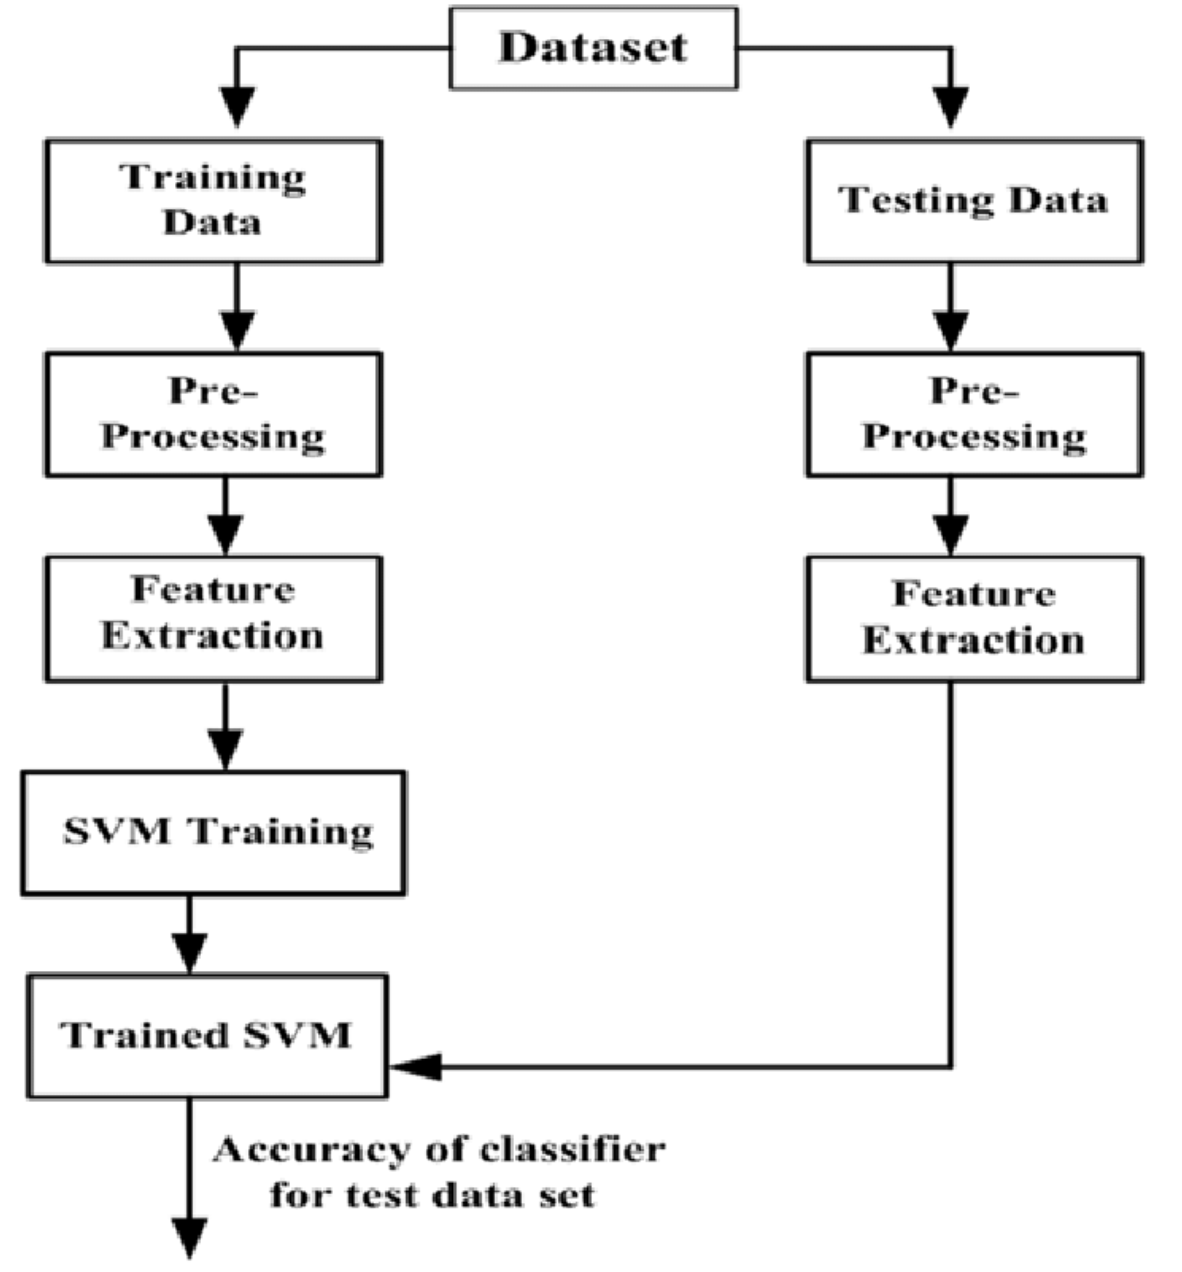 Dataset
Training
Data
Testing Data
Pre-
Processing
Pre-
Processing
Feature
Extraction
Feature
Extraction
SVM Training
Trained SVM
Accuracy of classifier
for test data set